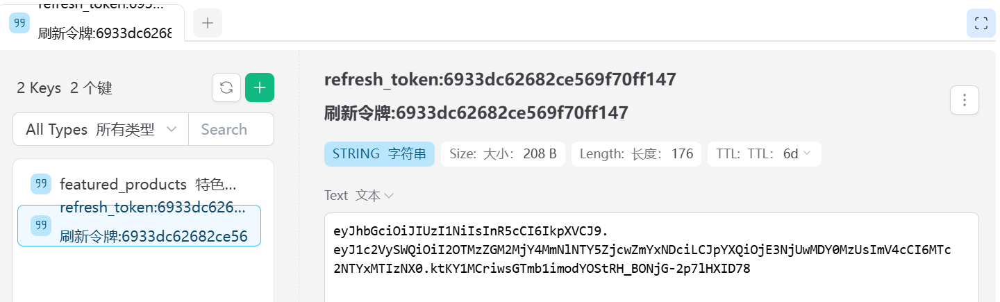 refresh_token:693...
刷新令牌:6933dc6268
2 Keys 2 个键
All Types 所有类型
Search
featured_products 特色...
refresh_token:6933dc626...
刷新令牌:6933dc62682ce56
refresh_token:6933dc62682ce569f70ff147
刷新令牌:6933dc62682ce569f70ff147
STRING 字符串
Size: 大小： 208 B
Length: 长度： 176
TTL: TTL： 6d
Text 文本
eyJhbGciOiJIUzI1NiIsInR5cCI6IkpXVCJ9.
eyJ1c2VySWQiOiI2OTMzZGM2MjY4MmNlNTY5ZjcwZmYxNDciLCJpYXQiOjE3NjUwMDY0MzUsImV4cCI6MTc
2NTYxMTIzNX0.ktKY1MCriwsGTmb1imodYOStRH_BONjG-2p7lHXID78